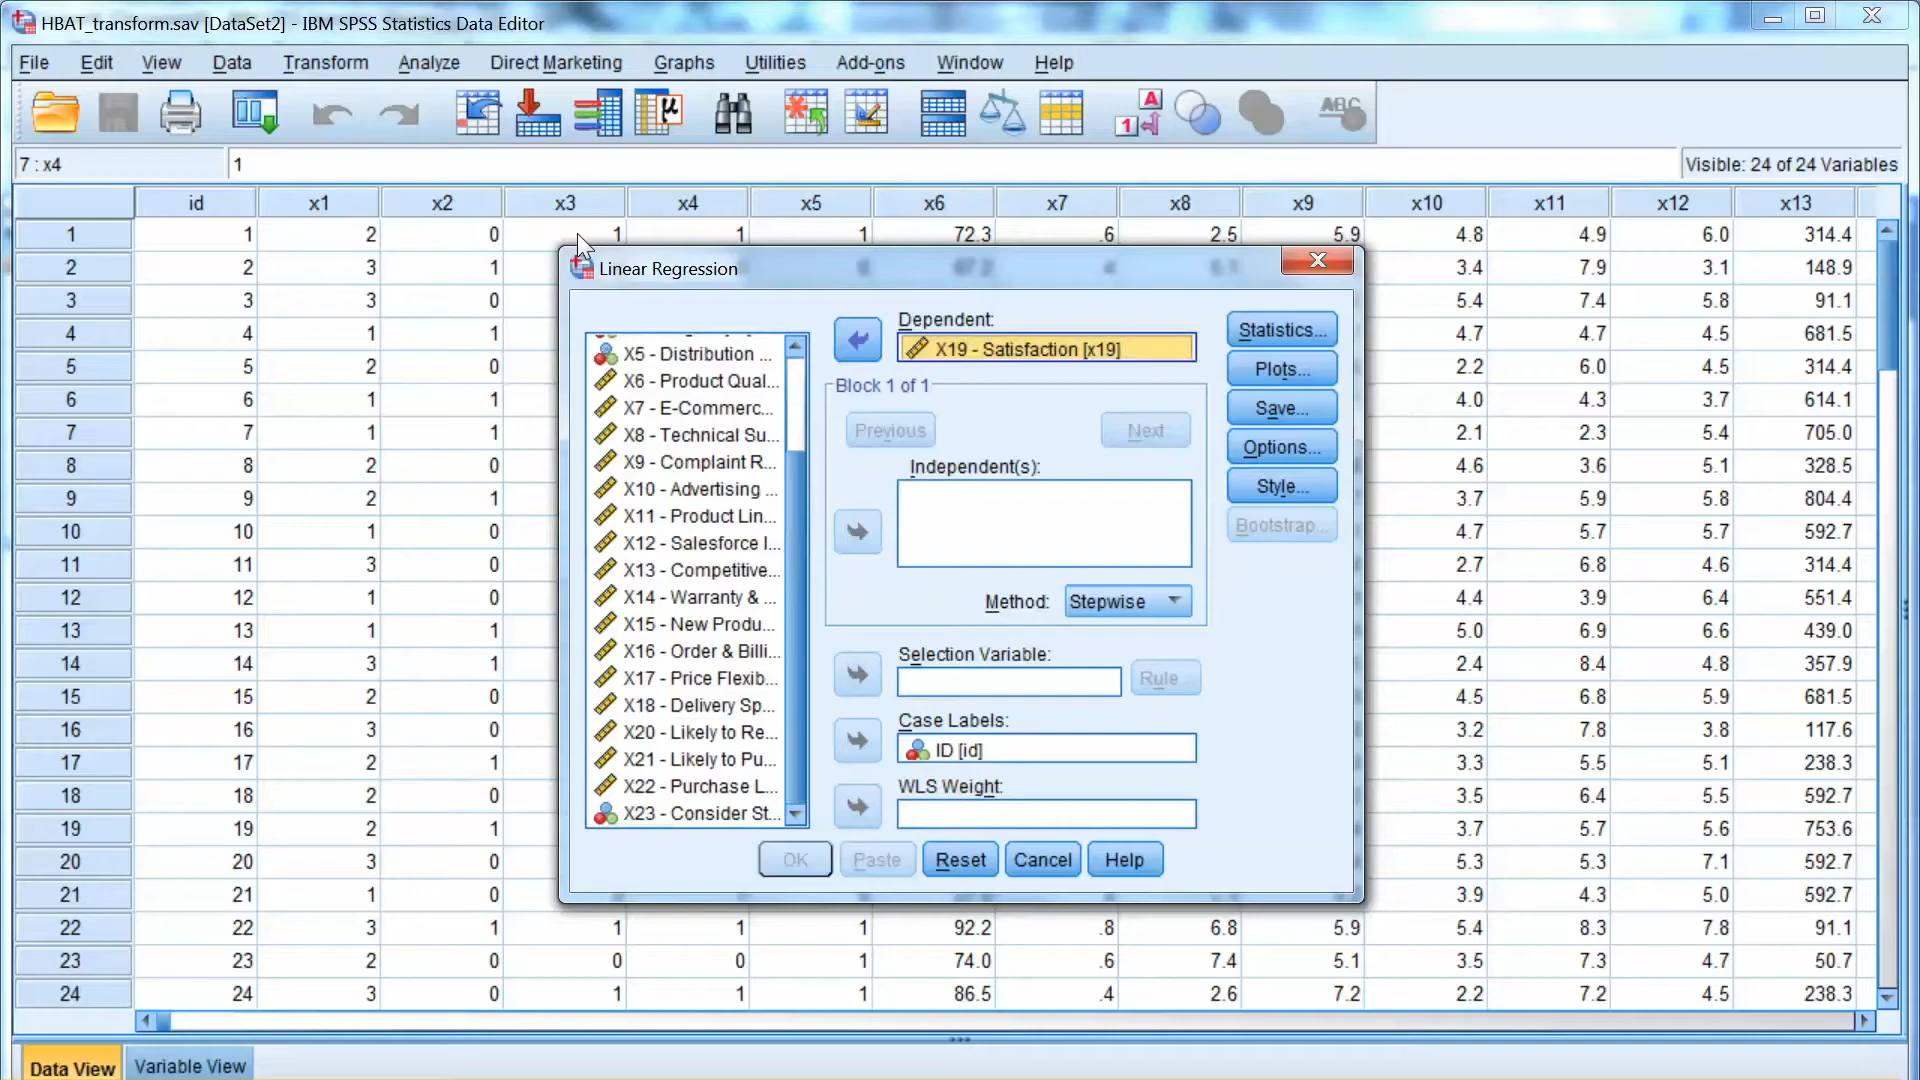 HBAT_transform.sav [DataSet2] - IBM SPSS Statistics Data Editor
File Edit View Data Transform Analyze Direct Marketing Graphs Utilities Add-ons Window Help
7 : x4 1 Visible: 24 of 24 Variables
id x1 x2 x3 x4 x5 x6 x7 x8 x9 x10 x11 x12 x13
1 1 2 0 1 1 1 72.3 .6 2.5 5.9 4.8 4.9 6.0 314.4
2 2 3 1 3.4 7.9 3.1 148.9
3 3 3 0 5.4 7.4 5.8 91.1
4 4 1 1 4.7 4.7 4.5 681.5
5 5 2 0 2.2 6.0 4.5 314.4
6 6 1 1 4.0 4.3 3.7 614.1
7 7 1 1 2.1 2.3 5.4 705.0
8 8 2 0 4.6 3.6 5.1 328.5
9 9 2 1 3.7 5.9 5.8 804.4
10 10 1 0 4.7 5.7 5.7 592.7
11 11 3 0 2.7 6.8 4.6 314.4
12 12 1 0 4.4 3.9 6.4 551.4
13 13 1 1 5.0 6.9 6.6 439.0
14 14 3 1 2.4 8.4 4.8 357.9
15 15 2 0 4.5 6.8 5.9 681.5
16 16 3 0 3.2 7.8 3.8 117.6
17 17 2 1 3.3 5.5 5.1 238.3
18 18 2 0 3.5 6.4 5.5 592.7
19 19 2 1 3.7 5.7 5.6 753.6
20 20 3 0 5.3 5.3 7.1 592.7
21 21 1 0 3.9 4.3 5.0 592.7
22 22 3 1 1 1 1 92.2 .8 6.8 5.9 5.4 8.3 7.8 91.1
23 23 2 0 0 0 1 74.0 .6 7.4 5.1 3.5 7.3 4.7 50.7
24 24 3 0 1 1 1 86.5 .4 2.6 7.2 2.2 7.2 4.5 238.3
Linear Regression
X5 - Distribution ...
X6 - Product Qual...
X7 - E-Commerc...
X8 - Technical Su...
X9 - Complaint R...
X10 - Advertising ...
X11 - Product Lin...
X12 - Salesforce I...
X13 - Competitive...
X14 - Warranty & ...
X15 - New Produ...
X16 - Order & Billi...
X17 - Price Flexib...
X18 - Delivery Sp...
X20 - Likely to Re...
X21 - Likely to Pu...
X22 - Purchase L...
X23 - Consider St...
Dependent:
X19 - Satisfaction [x19]
Block 1 of 1
Previous Next
Independent(s):
Method: Stepwise
Selection Variable:
Rule...
Case Labels:
ID [id]
WLS Weight:
Statistics...
Plots...
Save...
Options...
Style...
Bootstrap...
OK Paste Reset Cancel Help
Data View Variable View